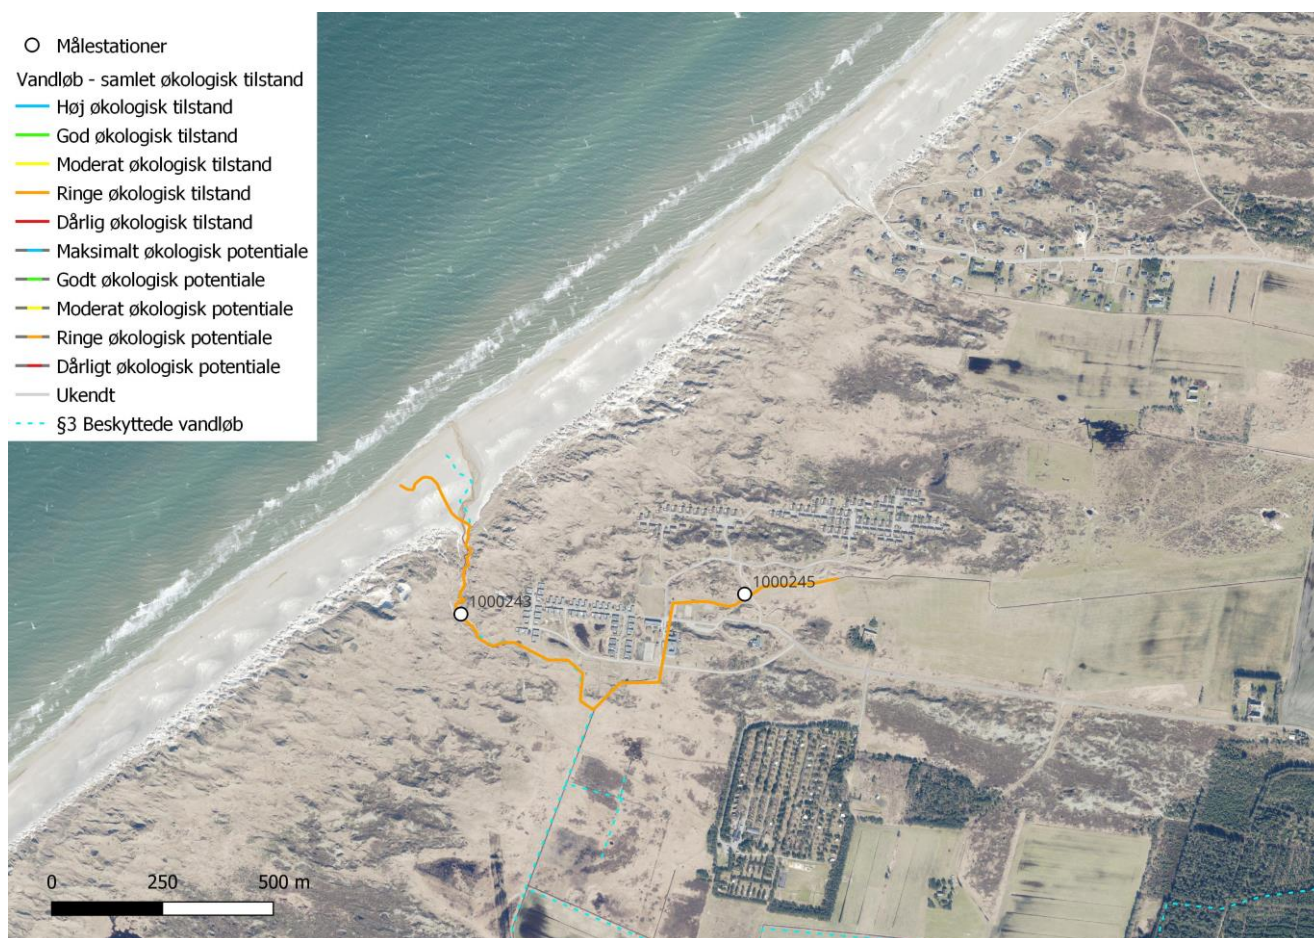 Målestationer
Vandløb - samlet økologisk tilstand
Høj økologisk tilstand
God økologisk tilstand
Moderat økologisk tilstand
Ringe økologisk tilstand
Dårlig økologisk tilstand
Maksimalt økologisk potentiale
Godt økologisk potentiale
Moderat økologisk potentiale
Ringe økologisk potentiale
Dårligt økologisk potentiale
Ukendt
§3 Beskyttede vandløb
1000245
1000243
0 250 500 m